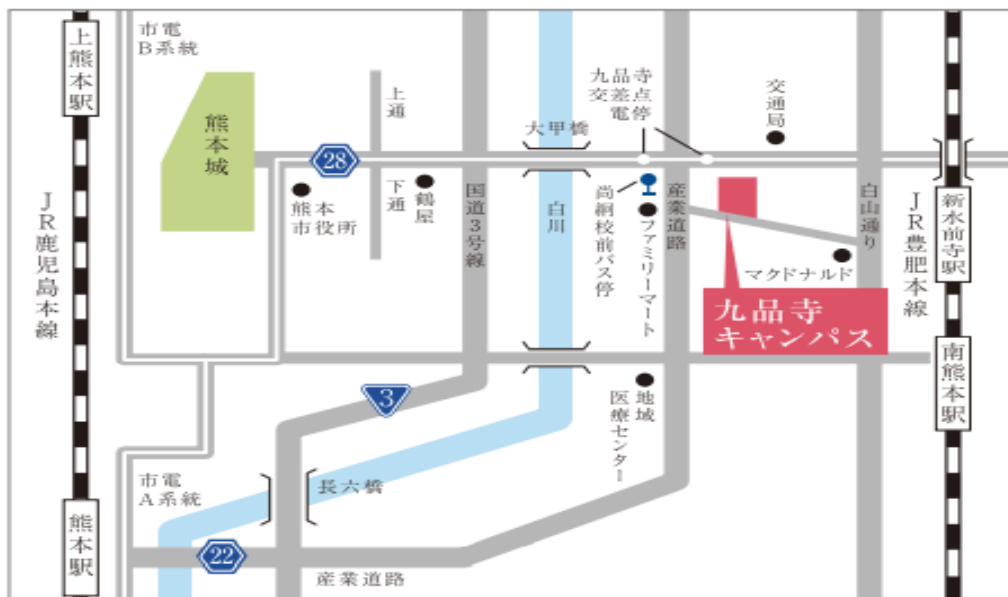 上熊本駅
市電
B系統
熊本城
JR鹿児島本線
熊本駅
市電
A系統
28
熊本
市役所
上通
下通
鶴屋
国道3号線
大甲橋
白川
九品寺
交差点
電停
尚絅校前バス停
ファミリーマート
産業道路
交通局
マクドナルド
九品寺
キャンパス
白山通り
JR豊肥本線
新水前寺駅
南熊本駅
3
長六橋
22
産業道路
地域
医療センター